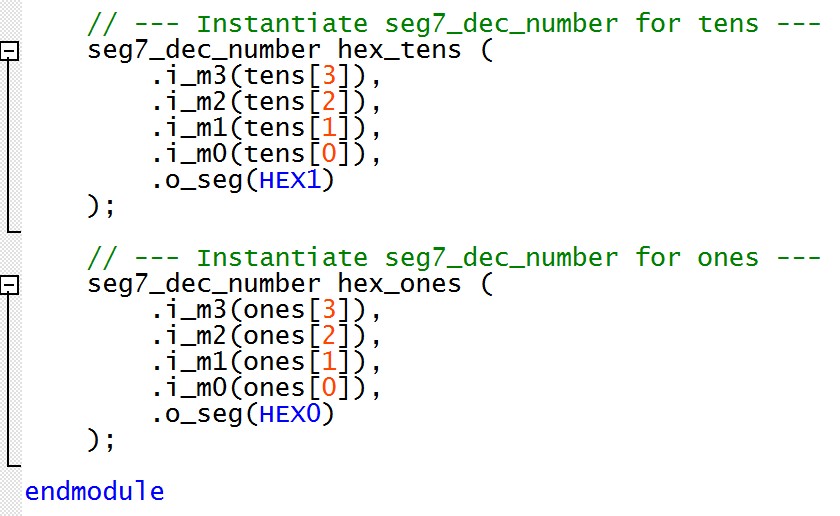 // --- Instantiate seg7_dec_number for tens ---
seg7_dec_number hex_tens (
.i_m3(tens[3]),
.i_m2(tens[2]),
.i_m1(tens[1]),
.i_m0(tens[0]),
.o_seg(HEX1)
);
// --- Instantiate seg7_dec_number for ones ---
seg7_dec_number hex_ones (
.i_m3(ones[3]),
.i_m2(ones[2]),
.i_m1(ones[1]),
.i_m0(ones[0]),
.o_seg(HEX0)
);
endmodule